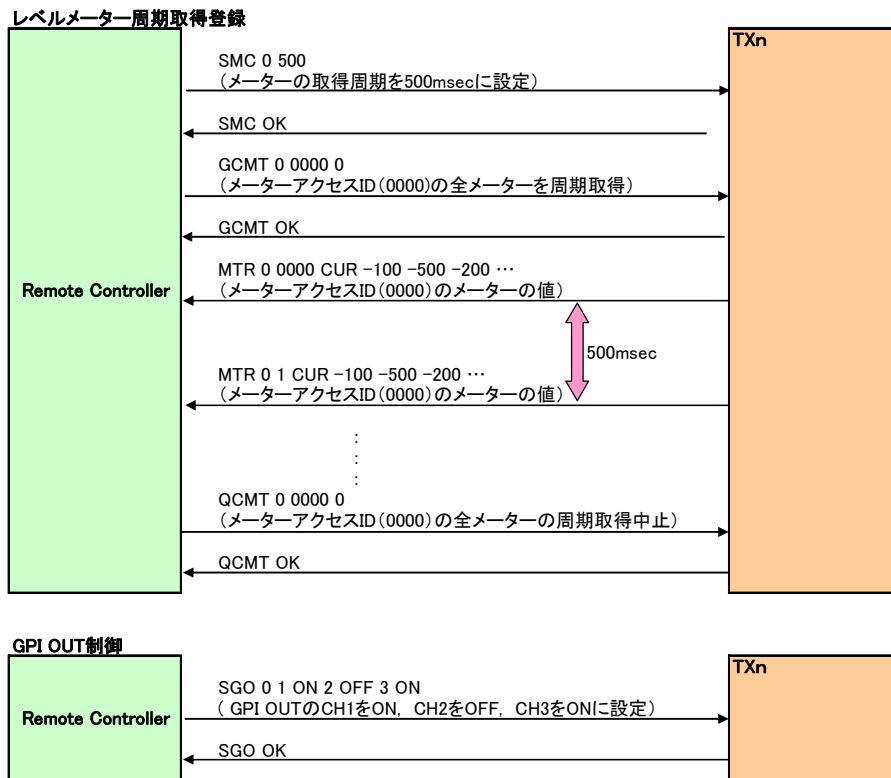 レベルメーター周期取得登録
TXn
SMC 0 500
（メーターの取得周期を500msecに設定）
SMC OK
GCMT 0 0000 0
（メーターアクセスID（0000）の全メーターを周期取得）
GCMT OK
MTR 0 0000 CUR -100 -500 -200 …
（メーターアクセスID（0000）のメーターの値）
Remote Controller
500msec
MTR 0 1 CUR -100 -500 -200 …
（メーターアクセスID（0000）のメーターの値）
:
:
:
QCMT 0 0000 0
（メーターアクセスID（0000）の全メーターの周期取得中止）
QCMT OK
GPI OUT制御
TXn
SGO 0 1 ON 2 OFF 3 ON
（ GPI OUTのCH1をON, CH2をOFF, CH3をONに設定）
Remote Controller
SGO OK